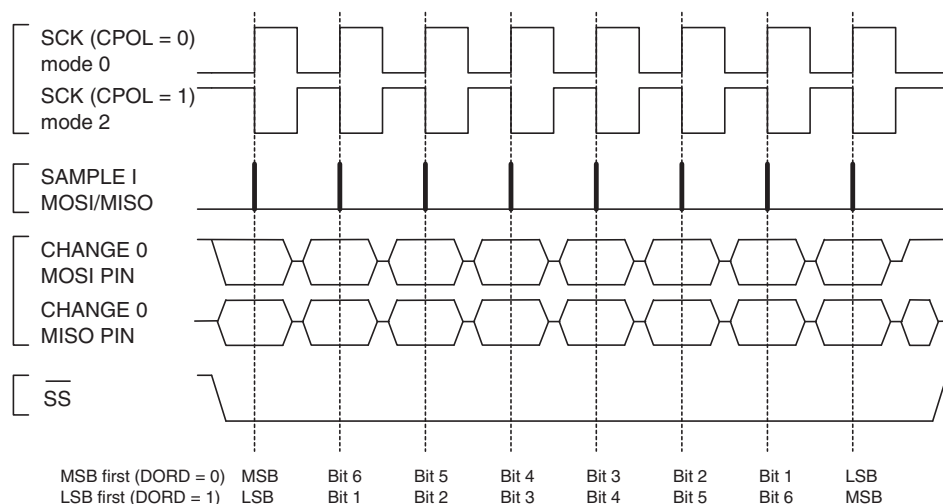 SCK (CPOL = 0)
mode 0
SCK (CPOL = 1)
mode 2
SAMPLE I
MOSI/MISO
CHANGE 0
MOSI PIN
CHANGE 0
MISO PIN
SS
MSB first (DORD = 0) MSB Bit 6 Bit 5 Bit 4 Bit 3 Bit 2 Bit 1 LSB
LSB first (DORD = 1) LSB Bit 1 Bit 2 Bit 3 Bit 4 Bit 5 Bit 6 MSB